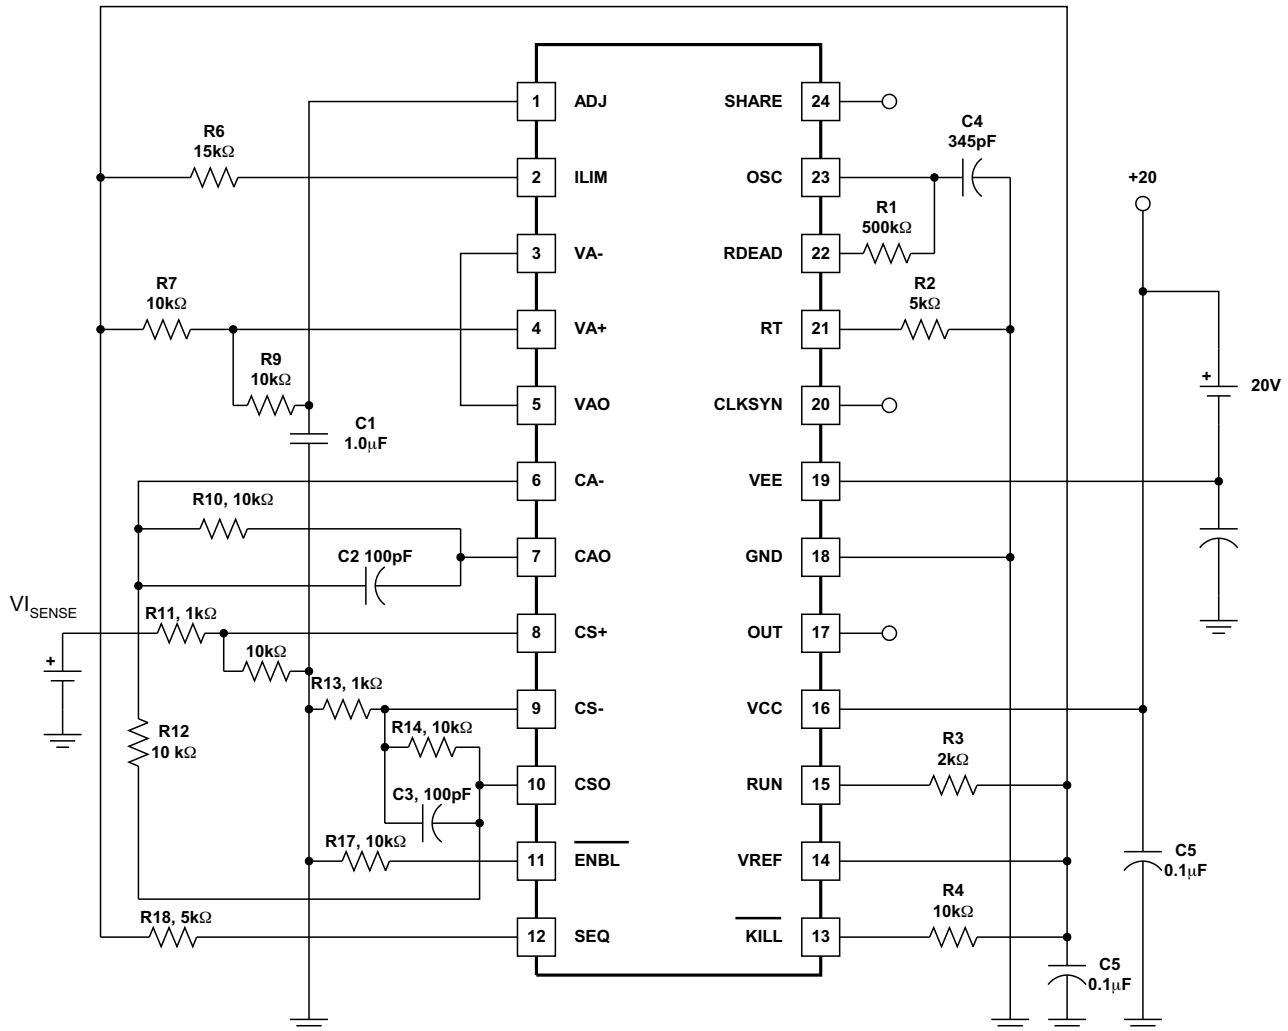 1 ADJ
SHARE 24
C4
345pF
R6
15kΩ
2 ILIM
OSC 23
+20
R1
500kΩ
3 VA-
RDEAD 22
R7
10kΩ
R2
5kΩ
4 VA+
RT 21
R9
10kΩ
+
20V
5 VAO
CLKSYN 20
C1
1.0μF
6 CA-
VEE 19
R10, 10kΩ
C2 100pF
7 CAO
GND 18
VI_SENSE
R11, 1kΩ
8 CS+
OUT 17
+
10kΩ
R13, 1kΩ
9 CS-
VCC 16
R12
10 kΩ
R14, 10kΩ
R3
2kΩ
10 CSO
RUN 15
C3, 100pF
R17, 10kΩ
11 ENBL
VREF 14
C5
0.1μF
R4
10kΩ
R18, 5kΩ
12 SEQ
KILL 13
C5
0.1μF